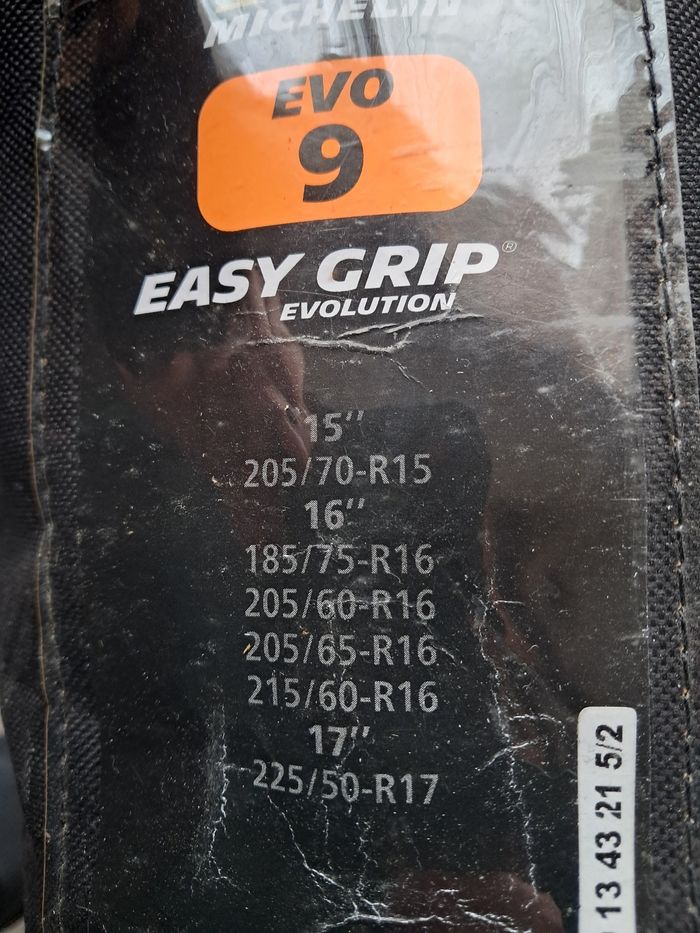 MICHELIN
EVO
9
EASY GRIP®
EVOLUTION
15''
205/70-R15
16''
185/75-R16
205/60-R16
205/65-R16
215/60-R16
17''
225/50-R17
13 43 21 5/2